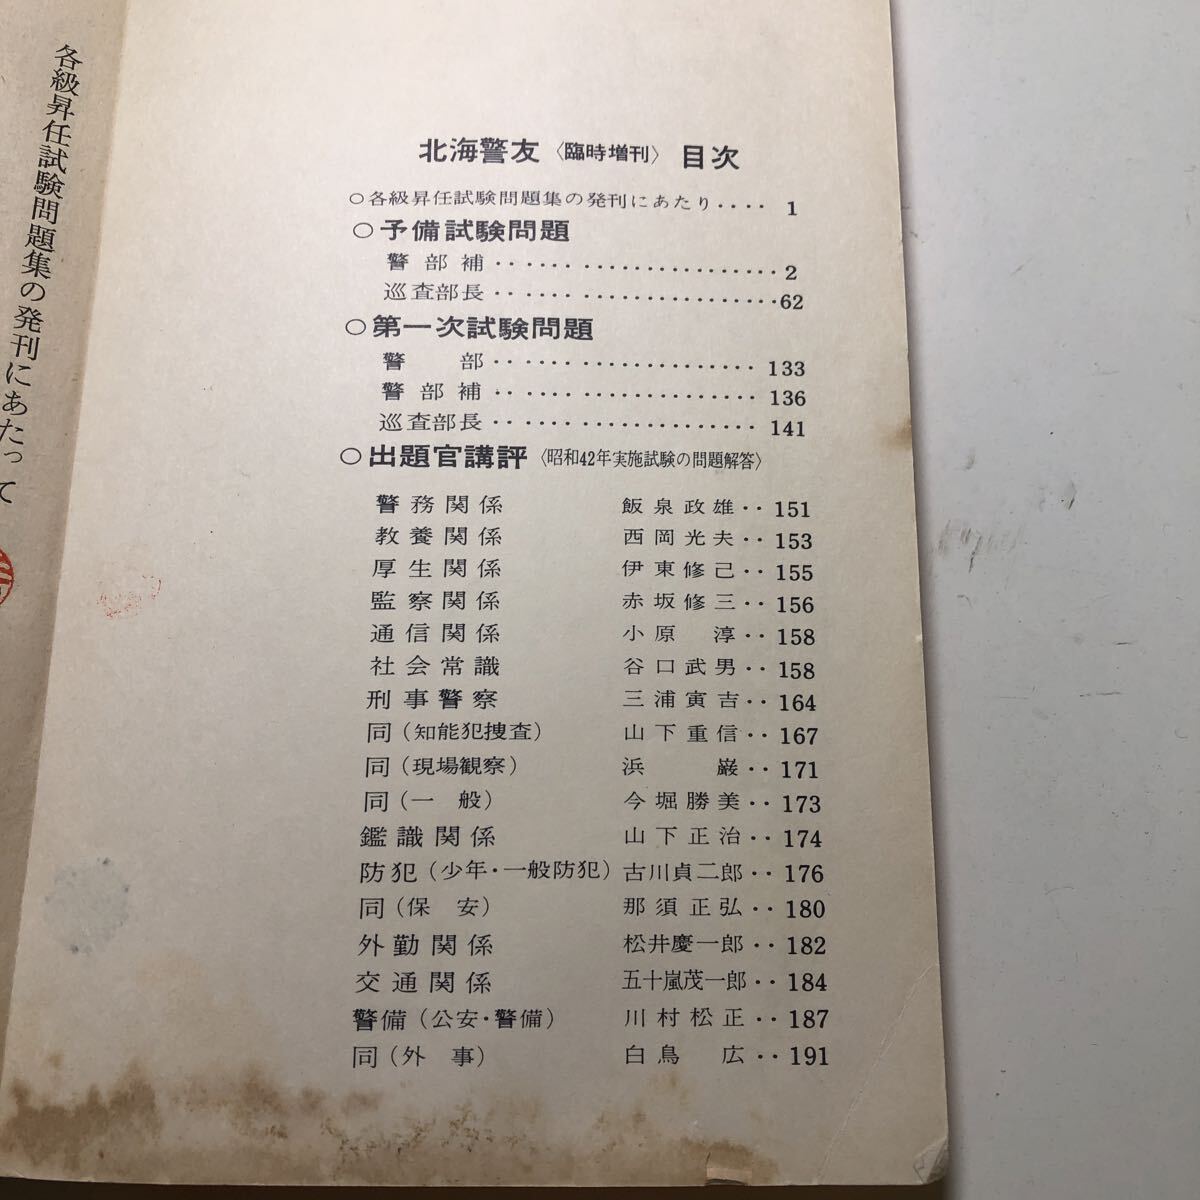 各級昇任試験問題集の発刊にあたって
北海警友〈臨時増刊〉目次
○各級昇任試験問題集の発刊にあたり‥‥ 1
○予備試験問題
警部補‥‥‥‥‥‥‥‥‥‥2
巡査部長‥‥‥‥‥‥‥‥‥‥62
○第一次試験問題
警部‥‥‥‥‥‥‥‥‥‥133
警部補‥‥‥‥‥‥‥‥‥‥136
巡査部長‥‥‥‥‥‥‥‥‥‥141
○出題官講評〈昭和42年実施試験の問題解答〉
警務関係 飯泉政雄‥151
教養関係 西岡光夫‥153
厚生関係 伊東修己‥155
監察関係 赤坂修三‥156
通信関係 小原淳‥158
社会常識 谷口武男‥158
刑事警察 三浦寅吉‥164
同(知能犯捜査) 山下重信‥167
同(現場観察) 浜巌‥171
同(一般) 今堀勝美‥173
鑑識関係 山下正治‥174
防犯(少年・一般防犯) 古川貞二郎‥176
同(保安) 那須正弘‥180
外勤関係 松井慶一郎‥182
交通関係 五十嵐茂一郎‥184
警備(公安・警備) 川村松正‥187
同(外事) 白鳥広‥191